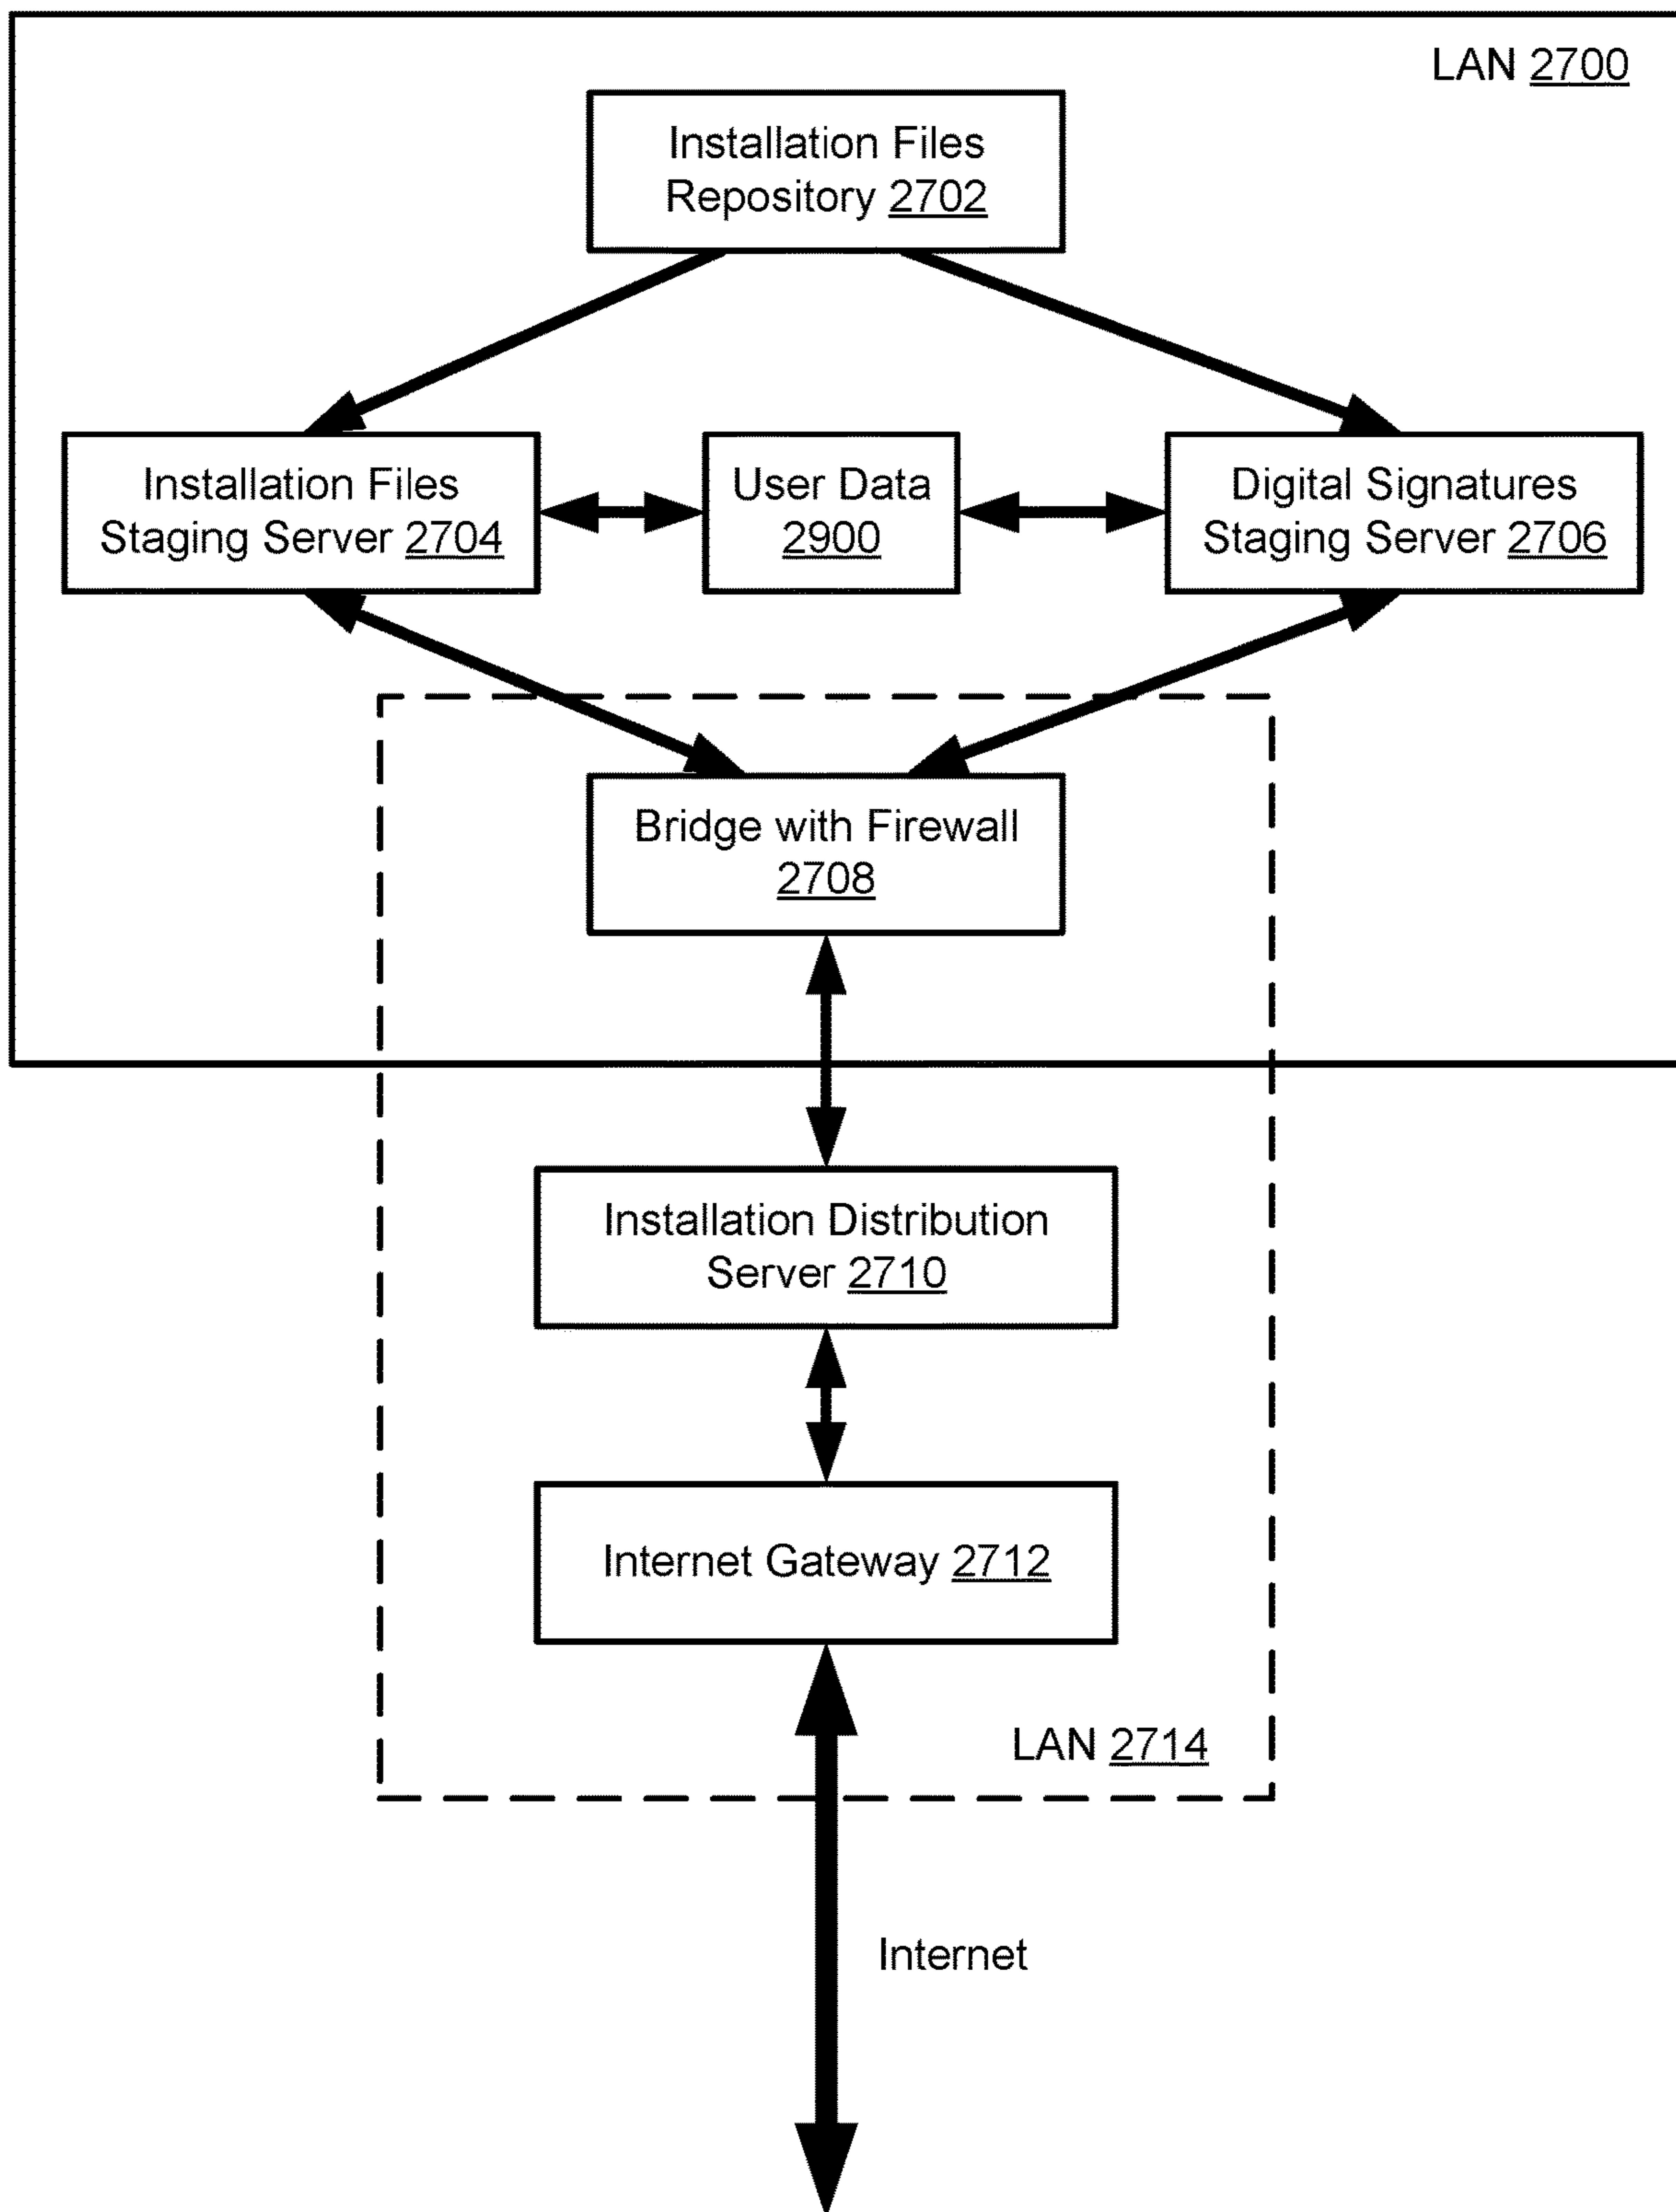 LAN 2700
Installation Files
Repository 2702
Installation Files
Staging Server 2704
User Data
2900
Digital Signatures
Staging Server 2706
Bridge with Firewall
2708
Installation Distribution
Server 2710
Internet Gateway 2712
LAN 2714
Internet